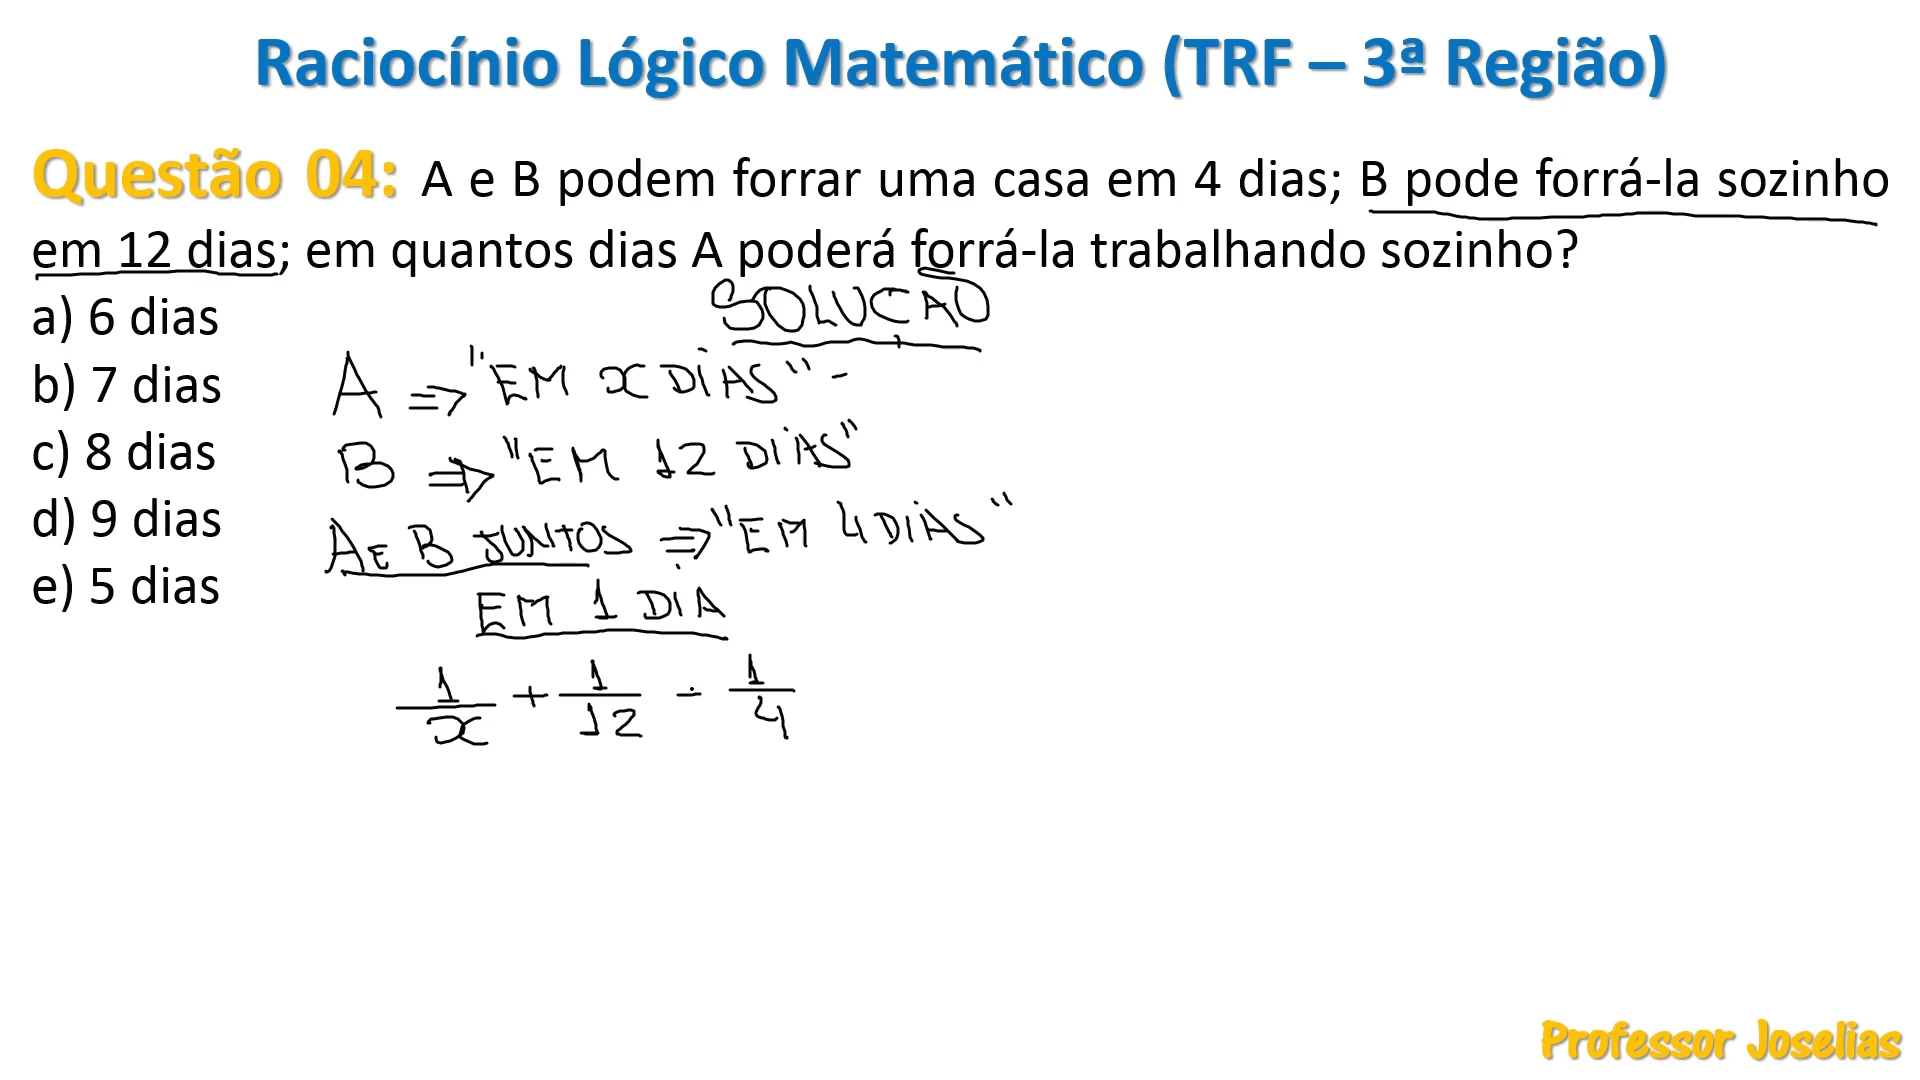 Raciocínio Lógico Matemático (TRF – 3ª Região)
Questão 04: A e B podem forrar uma casa em 4 dias; B pode forrá-la sozinho
em 12 dias; em quantos dias A poderá forrá-la trabalhando sozinho?
SOLUÇÃO
a) 6 dias
b) 7 dias
c) 8 dias
d) 9 dias
e) 5 dias
A ⇒ "EM x DIAS" -
B ⇒ "EM 12 DIAS"
A E B JUNTOS ⇒ "EM 4 DIAS"
EM 1 DIA
1/x + 1/12 = 1/4
Professor Joselias